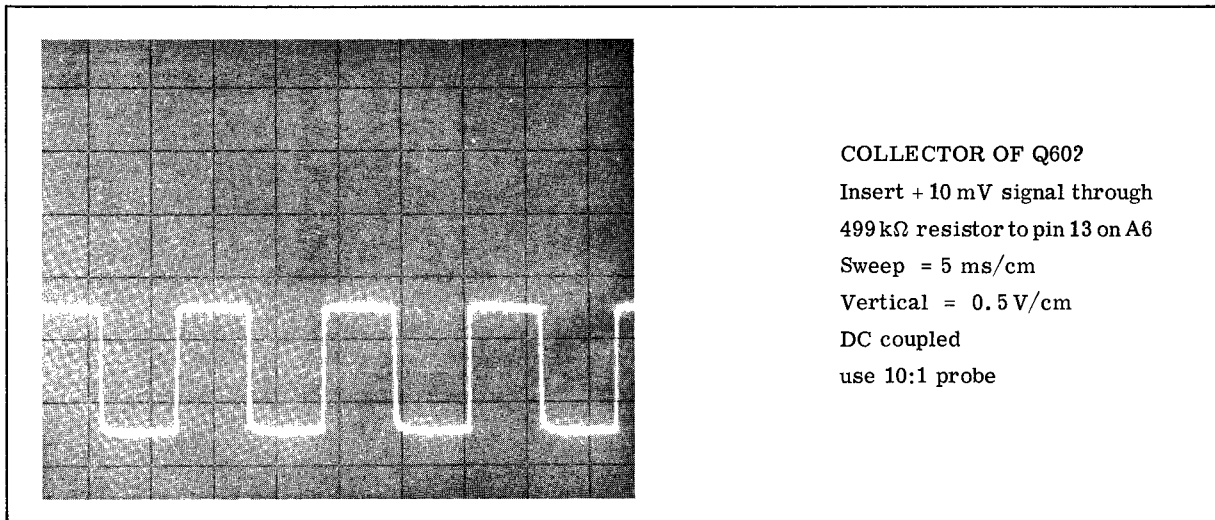 COLLECTOR OF Q602
Insert + 10 mV signal through
499 kΩ resistor to pin 13 on A6
Sweep = 5 ms/cm
Vertical = 0.5 V/cm
DC coupled
use 10:1 probe